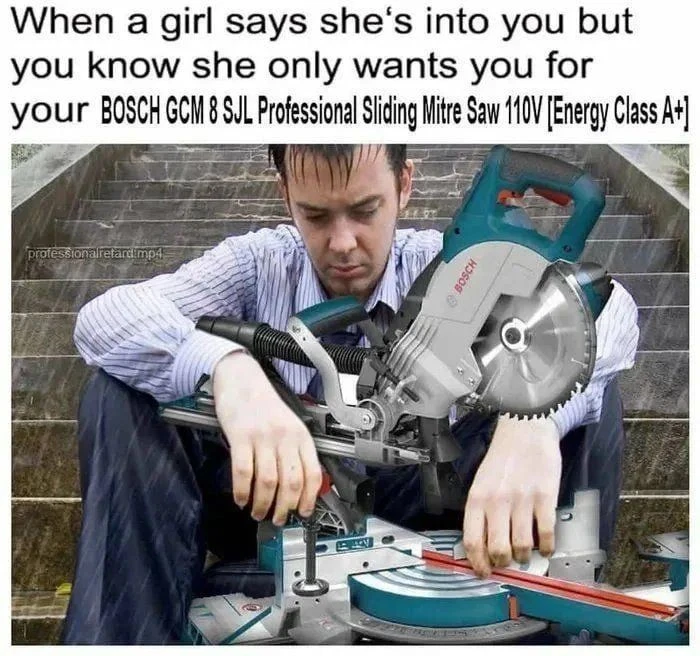 When a girl says she's into you but
you know she only wants you for
your BOSCH GCM 8 SJL Professional Sliding Mitre Saw 110V [Energy Class A+]
professionalretard.mp4
BOSCH